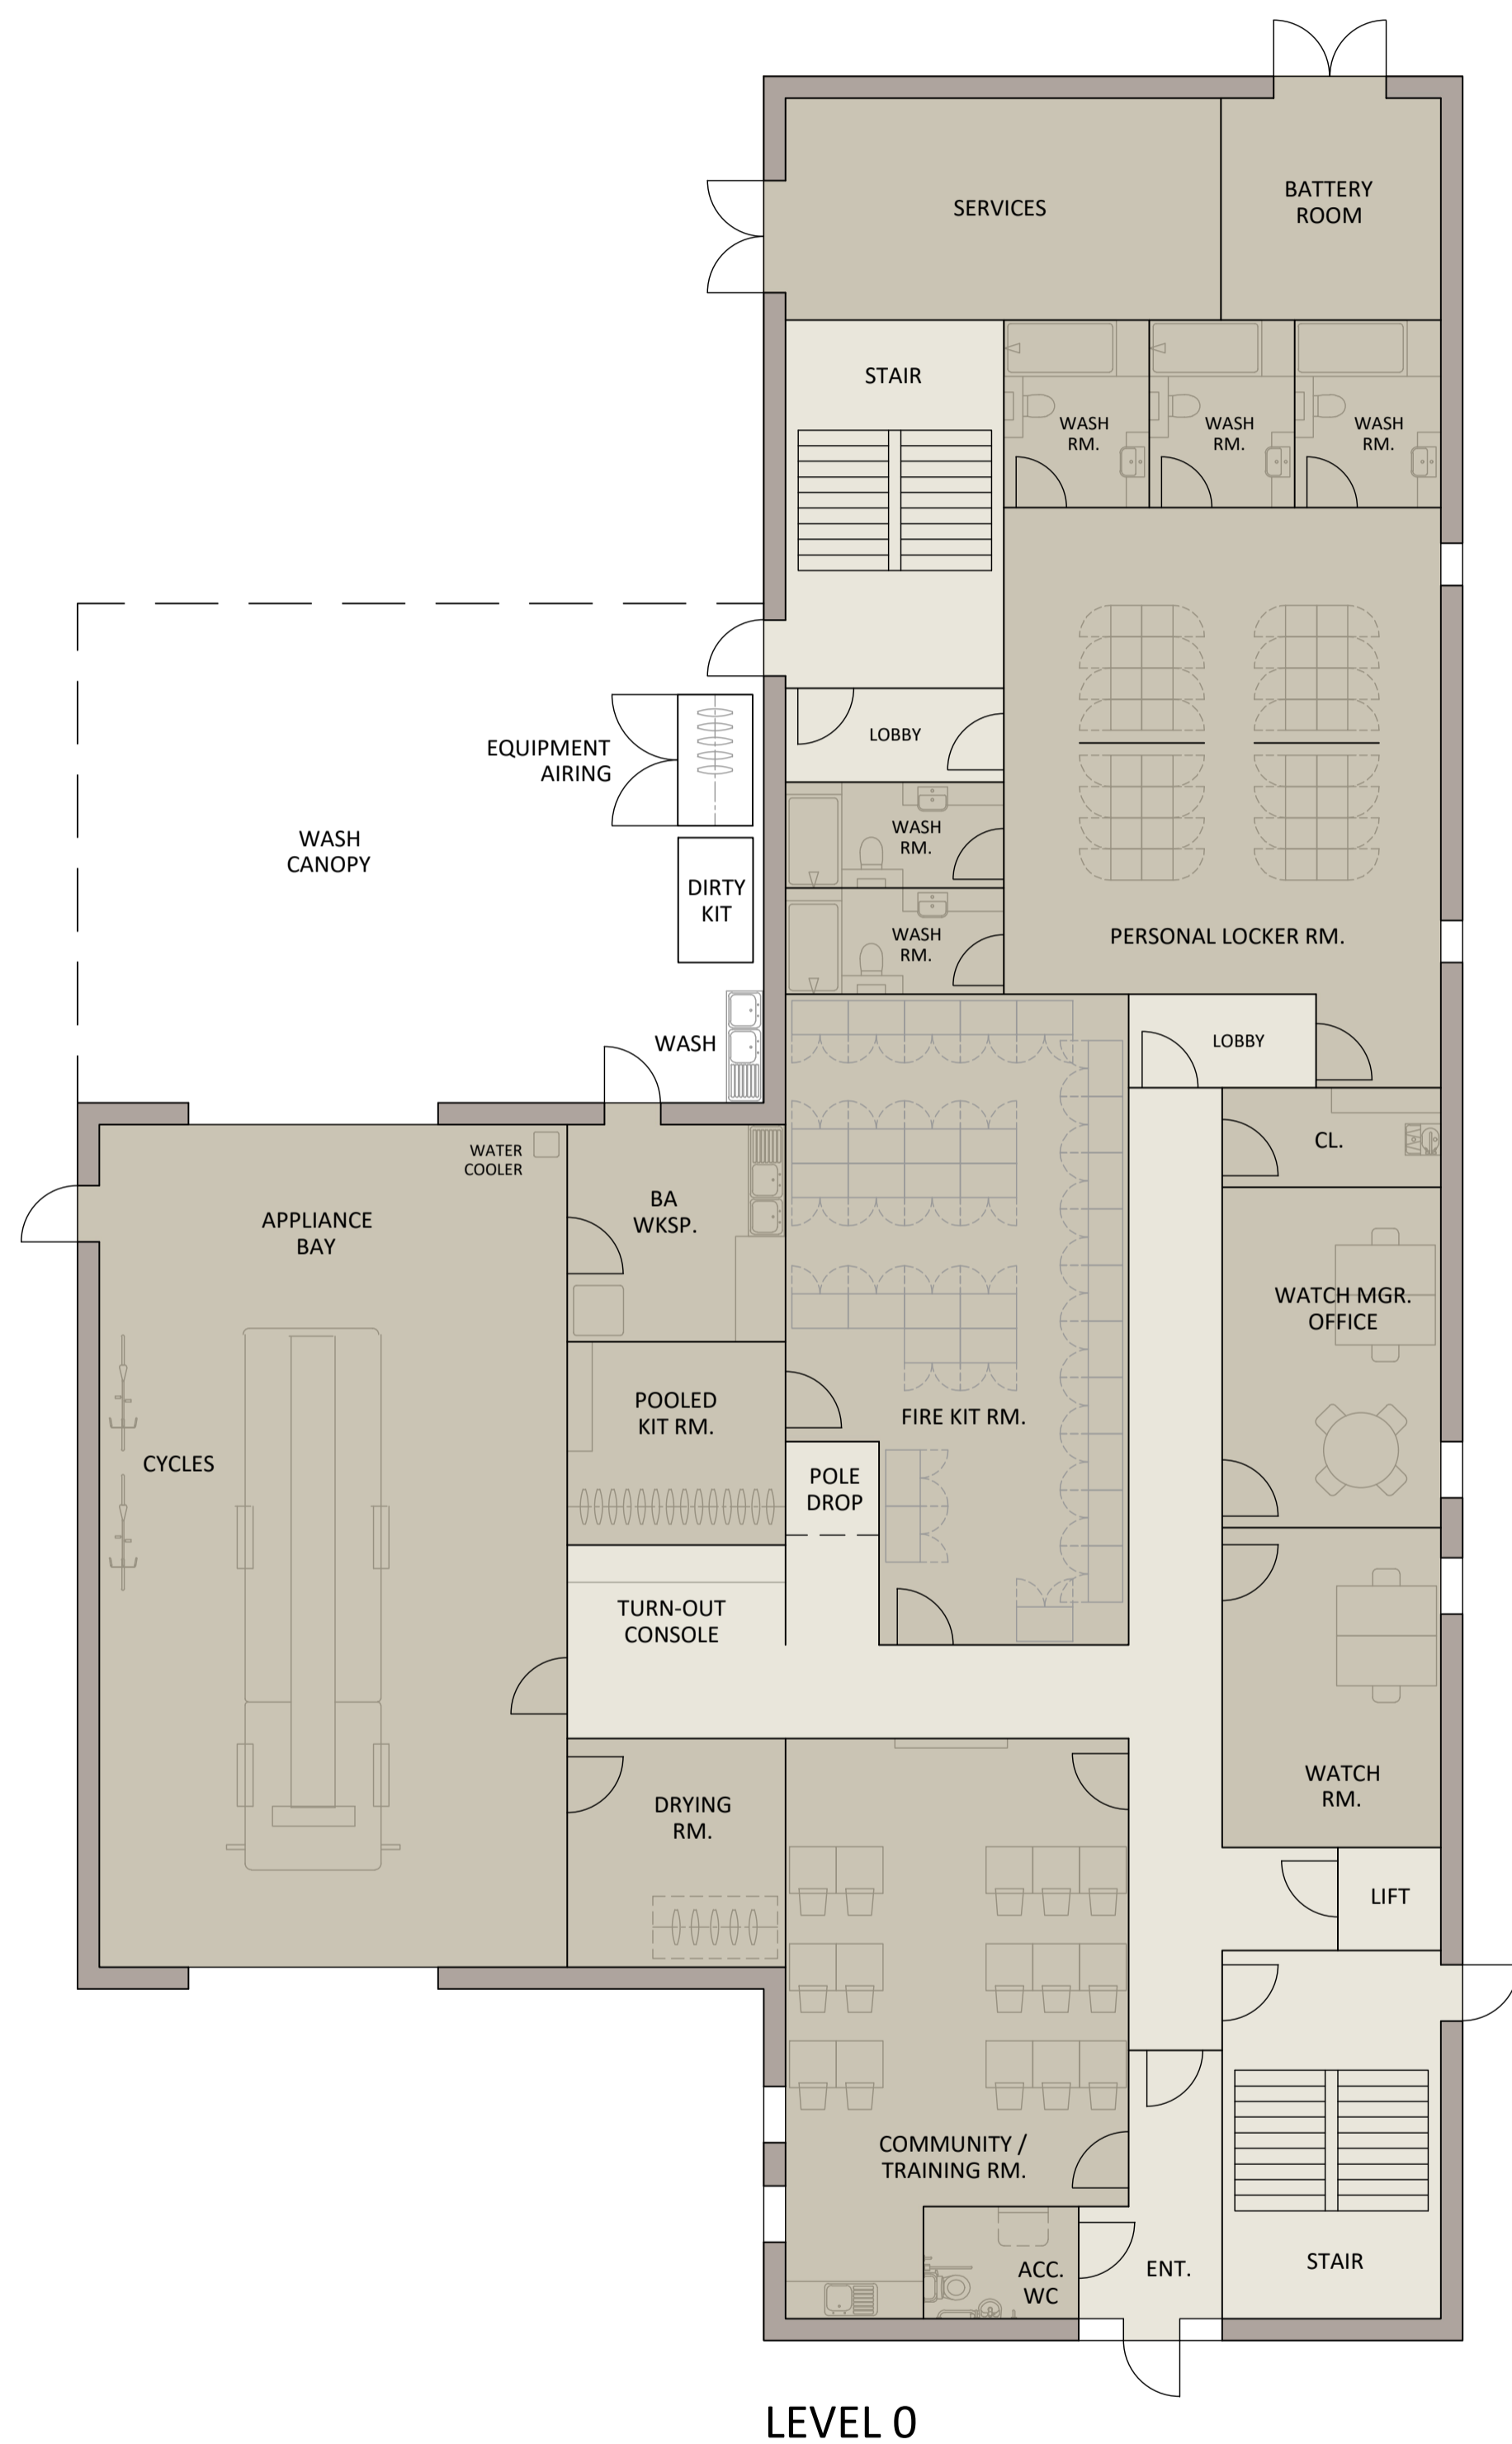 SERVICES
BATTERY
ROOM
STAIR
WASH
RM.
WASH
RM.
WASH
RM.
LOBBY
EQUIPMENT
AIRING
WASH
CANOPY
WASH
RM.
DIRTY
KIT
WASH
RM.
PERSONAL LOCKER RM.
WASH
LOBBY
WATER
COOLER
CL.
APPLIANCE
BAY
BA
WKSP.
WATCH MGR.
OFFICE
POOLED
KIT RM.
FIRE KIT RM.
CYCLES
POLE
DROP
TURN-OUT
CONSOLE
WATCH
RM.
DRYING
RM.
LIFT
COMMUNITY /
TRAINING RM.
ACC.
WC
ENT.
STAIR
LEVEL 0